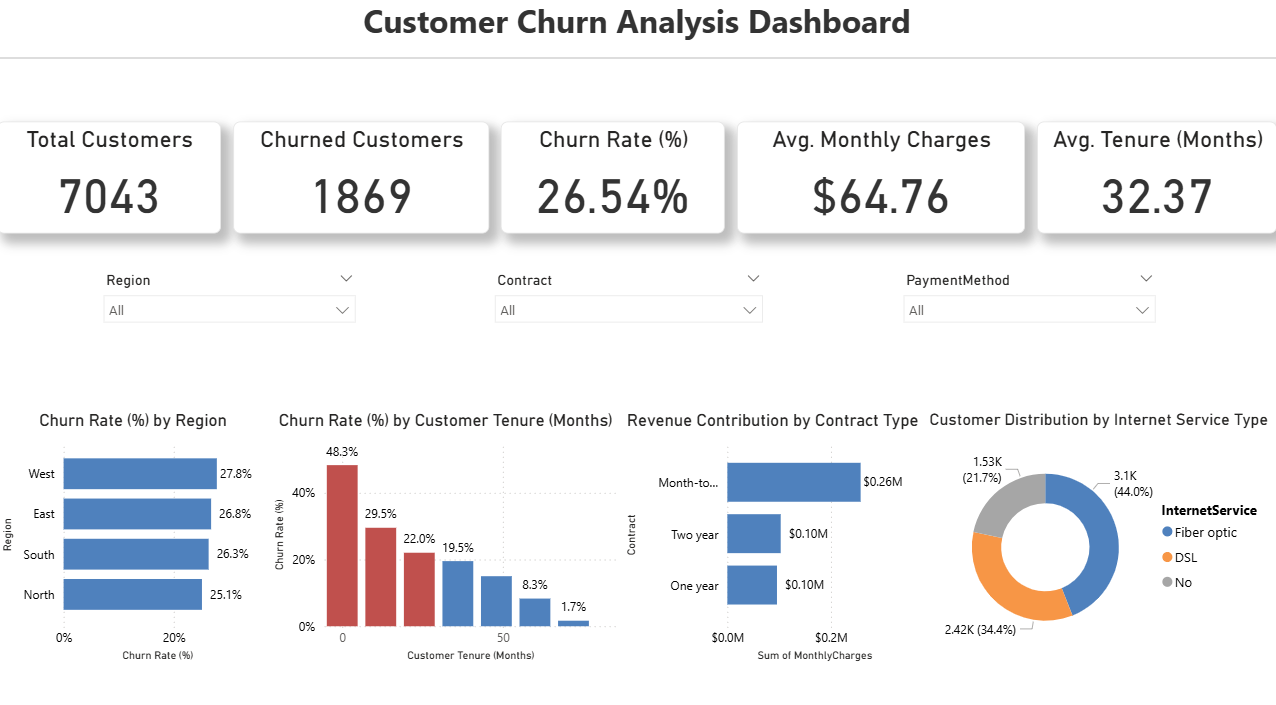 Customer Churn Analysis Dashboard
Total Customers
7043
Churned Customers
1869
Churn Rate (%)
26.54%
Avg. Monthly Charges
$64.76
Avg. Tenure (Months)
32.37
Region
All
Contract
All
PaymentMethod
All
Churn Rate (%) by Region
Region
West
27.8%
East
26.8%
South
26.3%
North
25.1%
0%
20%
Churn Rate (%)
Churn Rate (%) by Customer Tenure (Months)
Churn Rate (%)
40%
20%
0%
48.3%
29.5%
22.0%
19.5%
8.3%
1.7%
0
50
Customer Tenure (Months)
Revenue Contribution by Contract Type
Contract
Month-to...
$0.26M
Two year
$0.10M
One year
$0.10M
$0.0M
$0.2M
Sum of MonthlyCharges
Customer Distribution by Internet Service Type
1.53K
(21.7%)
3.1K
(44.0%)
2.42K (34.4%)
InternetService
Fiber optic
DSL
No